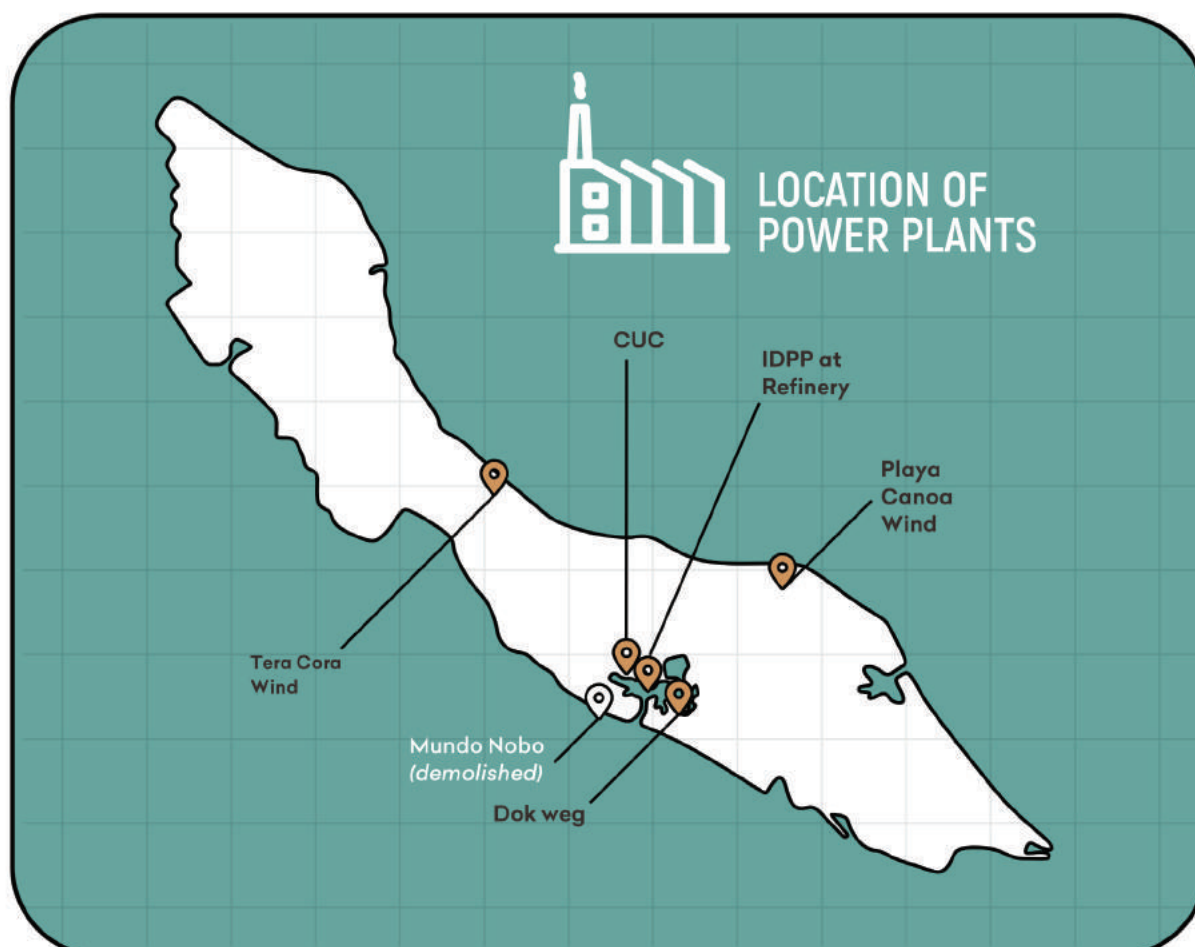 LOCATION OF
POWER PLANTS
CUC
IDPP at
Refinery
Playa
Canoa
Wind
Tera Cora
Wind
Mundo Nobo
(demolished)
Dok weg